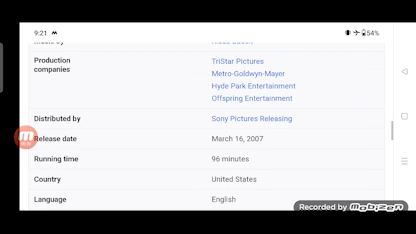 9:21 54%
Production companies TriStar Pictures
Metro-Goldwyn-Mayer
Hyde Park Entertainment
Offspring Entertainment
Distributed by Sony Pictures Releasing
Release date March 16, 2007
Running time 96 minutes
Country United States
Language English
Recorded by Mobizen